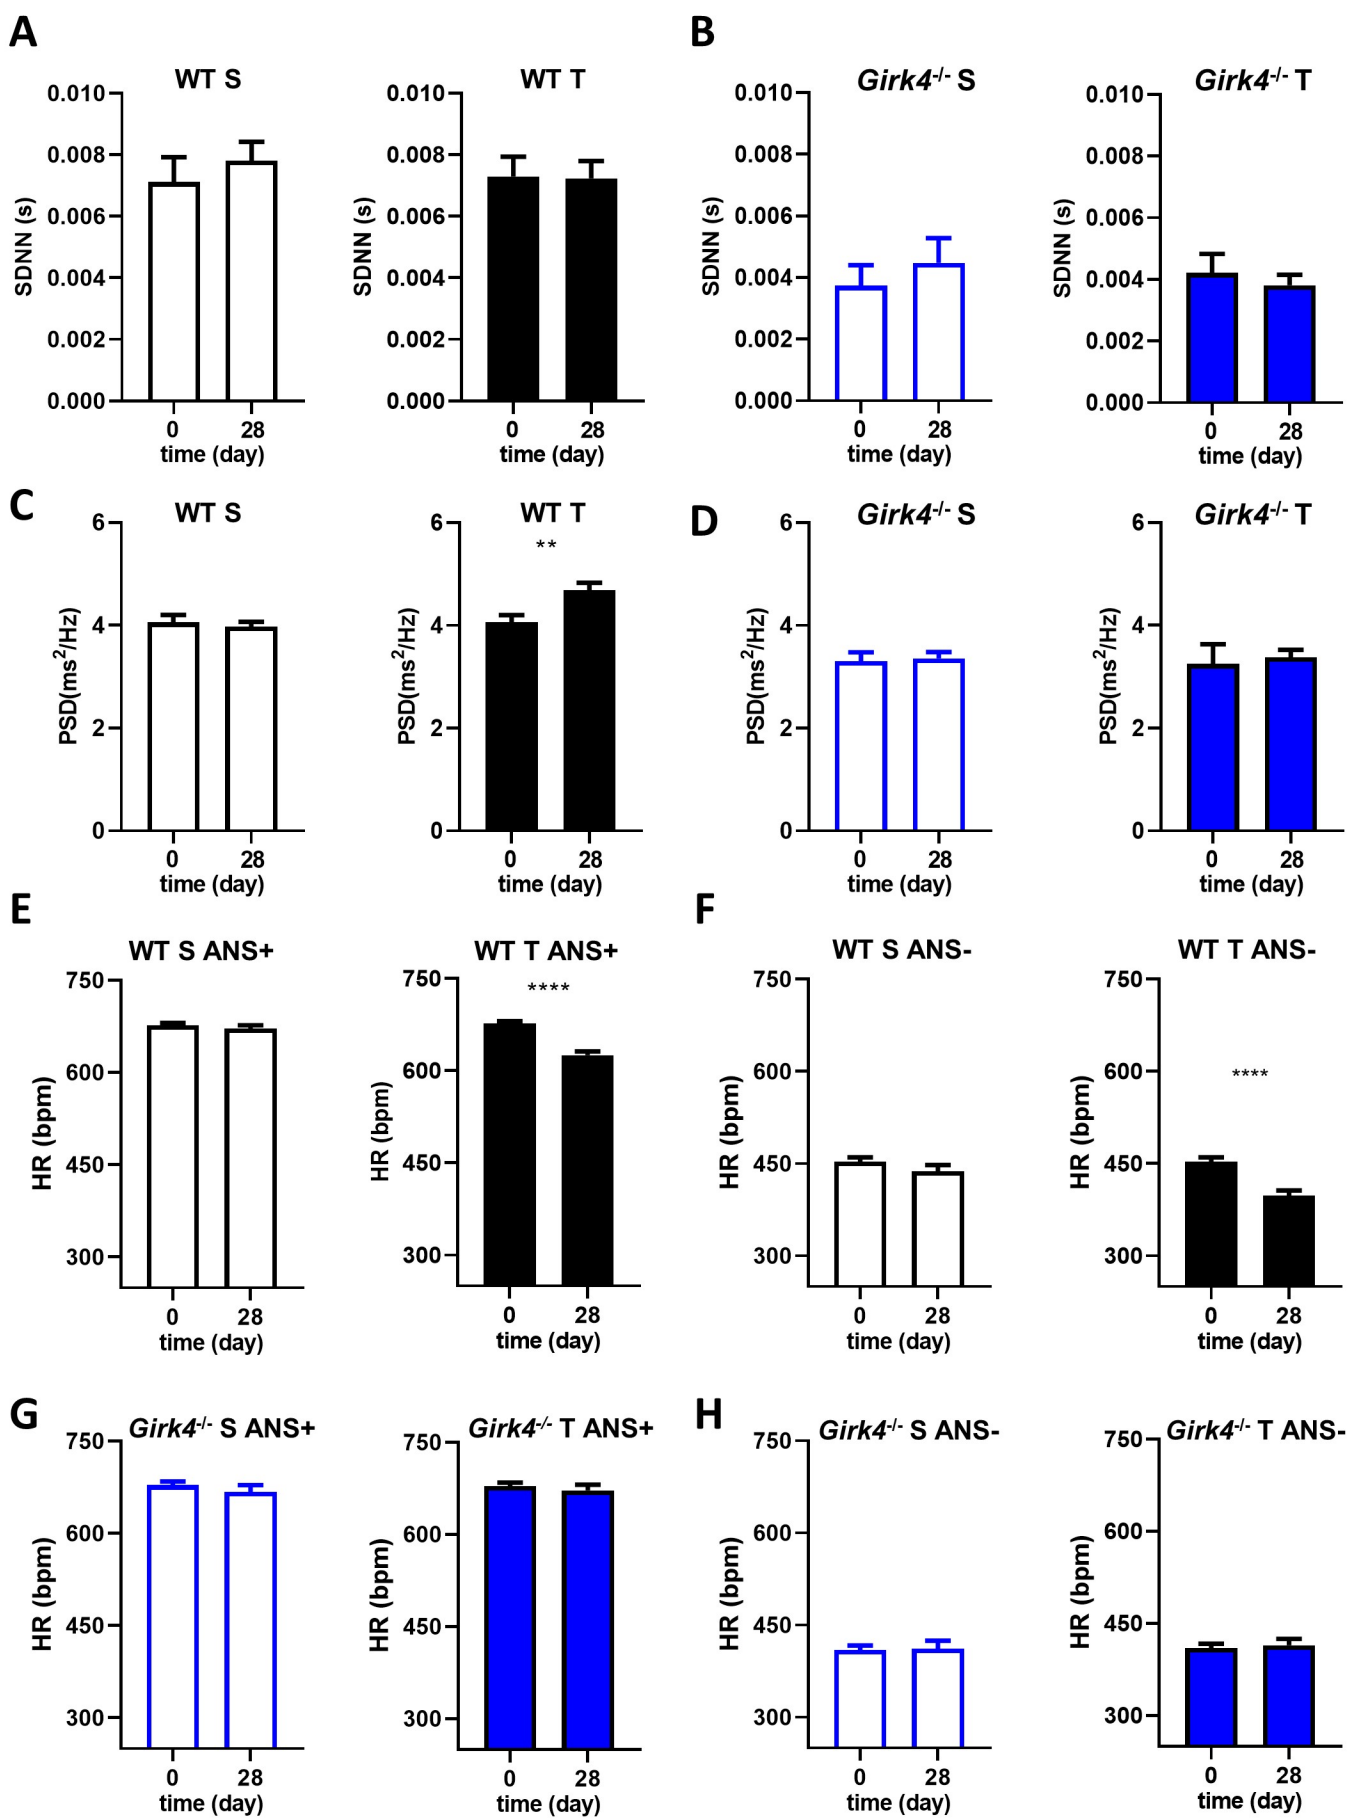 A
B
WT S
WT T
Girk4-/- S
Girk4-/- T
SDNN (s)
0.010
0.008
0.006
0.004
0.002
0.000
0
28
time (day)
SDNN (s)
0.010
0.008
0.006
0.004
0.002
0.000
0
28
time (day)
SDNN (s)
0.010
0.008
0.006
0.004
0.002
0.000
0
28
time (day)
SDNN (s)
0.010
0.008
0.006
0.004
0.002
0.000
0
28
time (day)
C
D
WT S
WT T
Girk4-/- S
Girk4-/- T
PSD(ms²/Hz)
6
4
2
0
0
28
time (day)
PSD(ms²/Hz)
6
4
2
0
**
0
28
time (day)
PSD(ms²/Hz)
6
4
2
0
0
28
time (day)
PSD(ms²/Hz)
6
4
2
0
0
28
time (day)
E
F
WT S ANS+
WT T ANS+
WT S ANS-
WT T ANS-
HR (bpm)
750
600
450
300
0
28
time (day)
HR (bpm)
750
600
450
300
****
0
28
time (day)
HR (bpm)
750
600
450
300
0
28
time (day)
HR (bpm)
750
600
450
300
****
0
28
time (day)
G
H
Girk4-/- S ANS+
Girk4-/- T ANS+
Girk4-/- S ANS-
Girk4-/- T ANS-
HR (bpm)
750
600
450
300
0
28
time (day)
HR (bpm)
750
600
450
300
0
28
time (day)
HR (bpm)
750
600
450
300
0
28
time (day)
HR (bpm)
750
600
450
300
0
28
time (day)